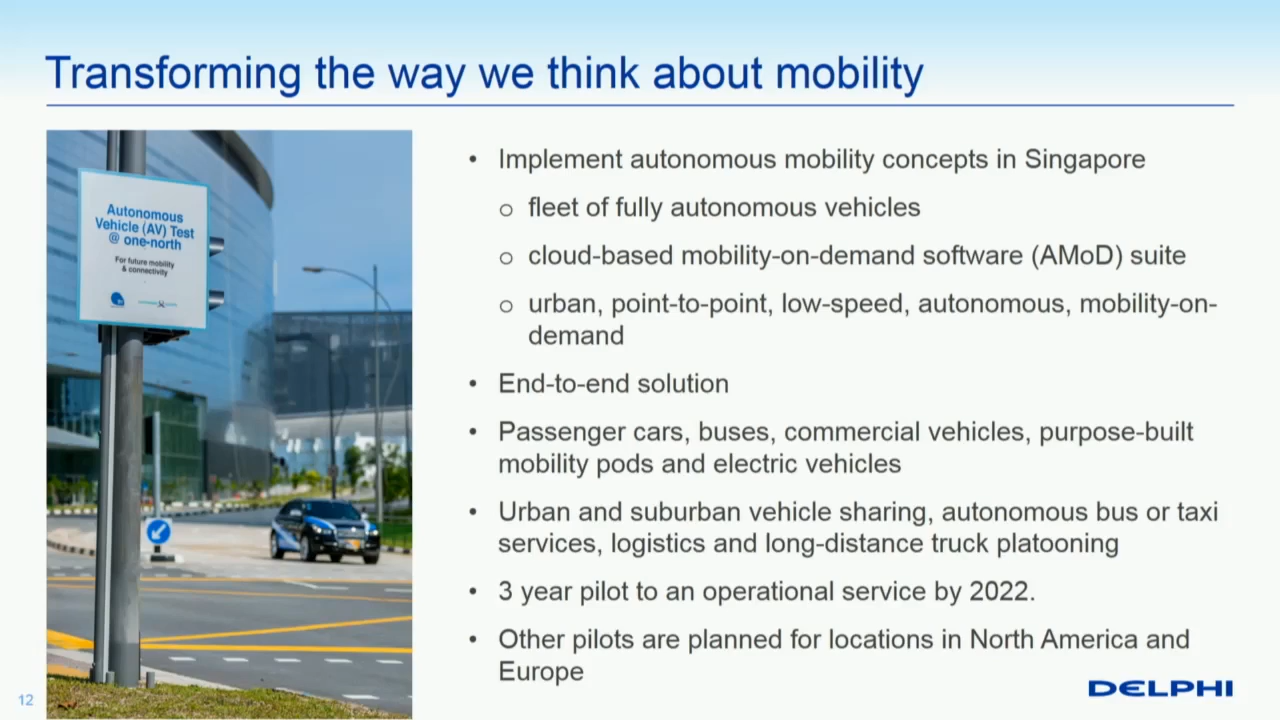 Transforming the way we think about mobility
Autonomous
Vehicle (AV) Test
@ one-north
For future mobility
& connectivity
• Implement autonomous mobility concepts in Singapore
o fleet of fully autonomous vehicles
o cloud-based mobility-on-demand software (AMoD) suite
o urban, point-to-point, low-speed, autonomous, mobility-on-
demand
• End-to-end solution
• Passenger cars, buses, commercial vehicles, purpose-built
mobility pods and electric vehicles
• Urban and suburban vehicle sharing, autonomous bus or taxi
services, logistics and long-distance truck platooning
• 3 year pilot to an operational service by 2022.
• Other pilots are planned for locations in North America and
Europe
12
DELPHI